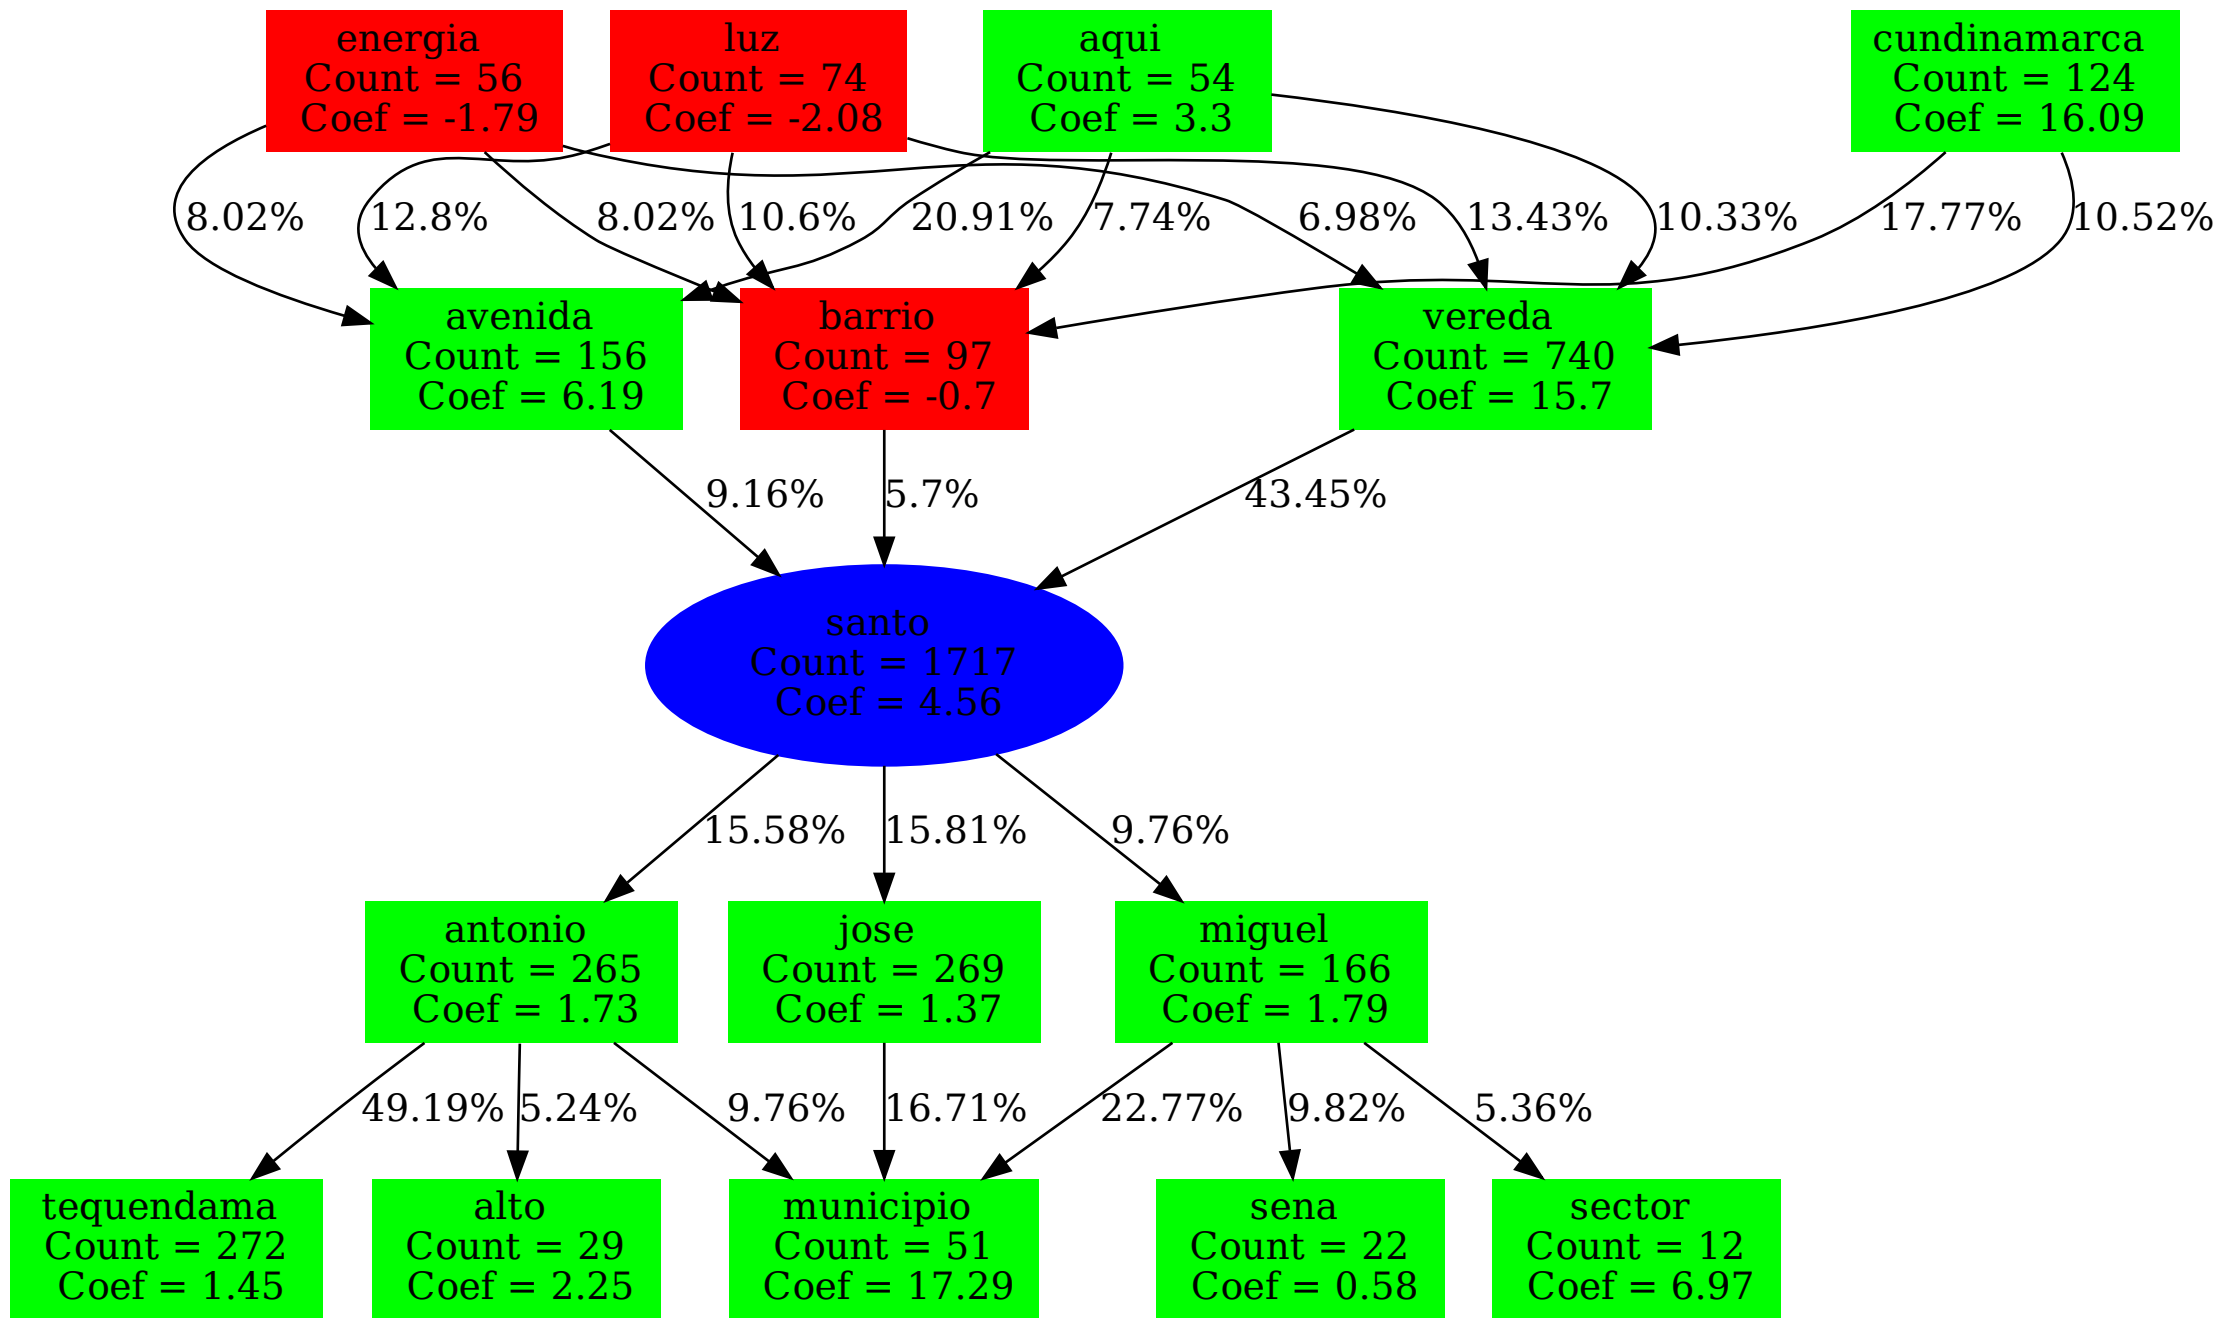 energia
Count = 56
Coef = -1.79
luz
Count = 74
Coef = -2.08
aqui
Count = 54
Coef = 3.3
cundinamarca
Count = 124
Coef = 16.09
8.02%
12.8%
8.02%
10.6%
20.91%
7.74%
6.98%
13.43%
10.33%
17.77%
10.52%
avenida
Count = 156
Coef = 6.19
barrio
Count = 97
Coef = -0.7
vereda
Count = 740
Coef = 15.7
9.16%
5.7%
43.45%
santo
Count = 1717
Coef = 4.56
15.58%
15.81%
9.76%
antonio
Count = 265
Coef = 1.73
jose
Count = 269
Coef = 1.37
miguel
Count = 166
Coef = 1.79
49.19%
5.24%
9.76%
16.71%
22.77%
9.82%
5.36%
tequendama
Count = 272
Coef = 1.45
alto
Count = 29
Coef = 2.25
municipio
Count = 51
Coef = 17.29
sena
Count = 22
Coef = 0.58
sector
Count = 12
Coef = 6.97